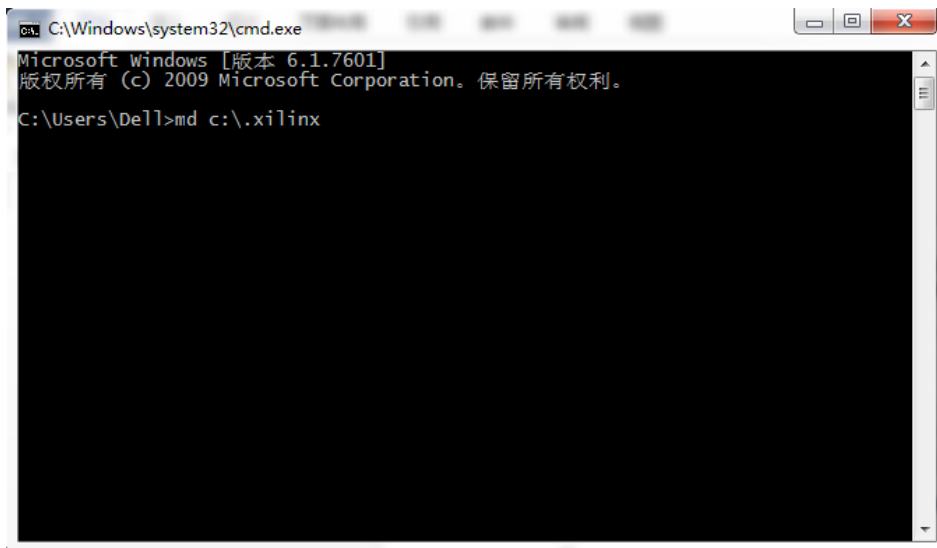 C:\Windows\system32\cmd.exe
Microsoft Windows [版本 6.1.7601]
版权所有 (c) 2009 Microsoft Corporation。保留所有权利。
C:\Users\Dell>md c:\.xilinx